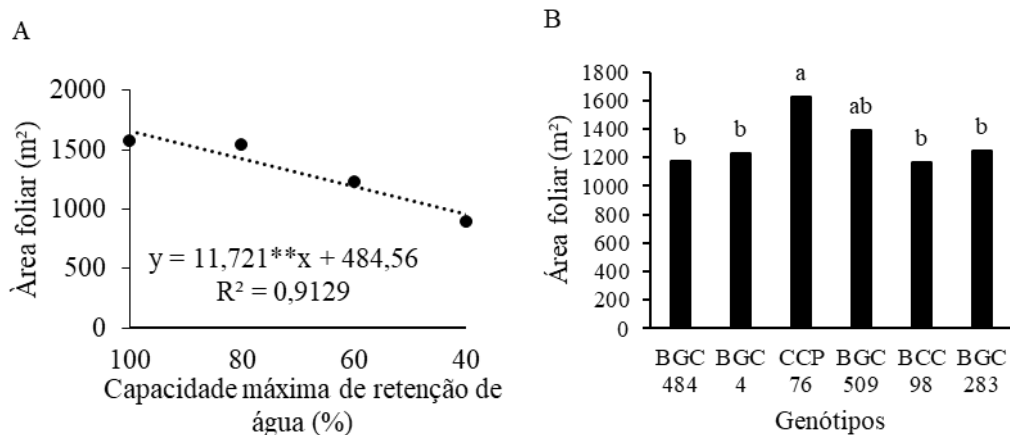 A
Àrea foliar (m²)
2000
1500
1000
500
0
y = 11,721**x + 484,56
R² = 0,9129
100 80 60 40
Capacidade máxima de retenção de
água (%)
B
Área foliar (m²)
1800
1600
1400
1200
1000
800
600
400
200
0
b b a ab b b
BGC BGC CCP BGC BCC BGC
484 4 76 509 98 283
Genótipos